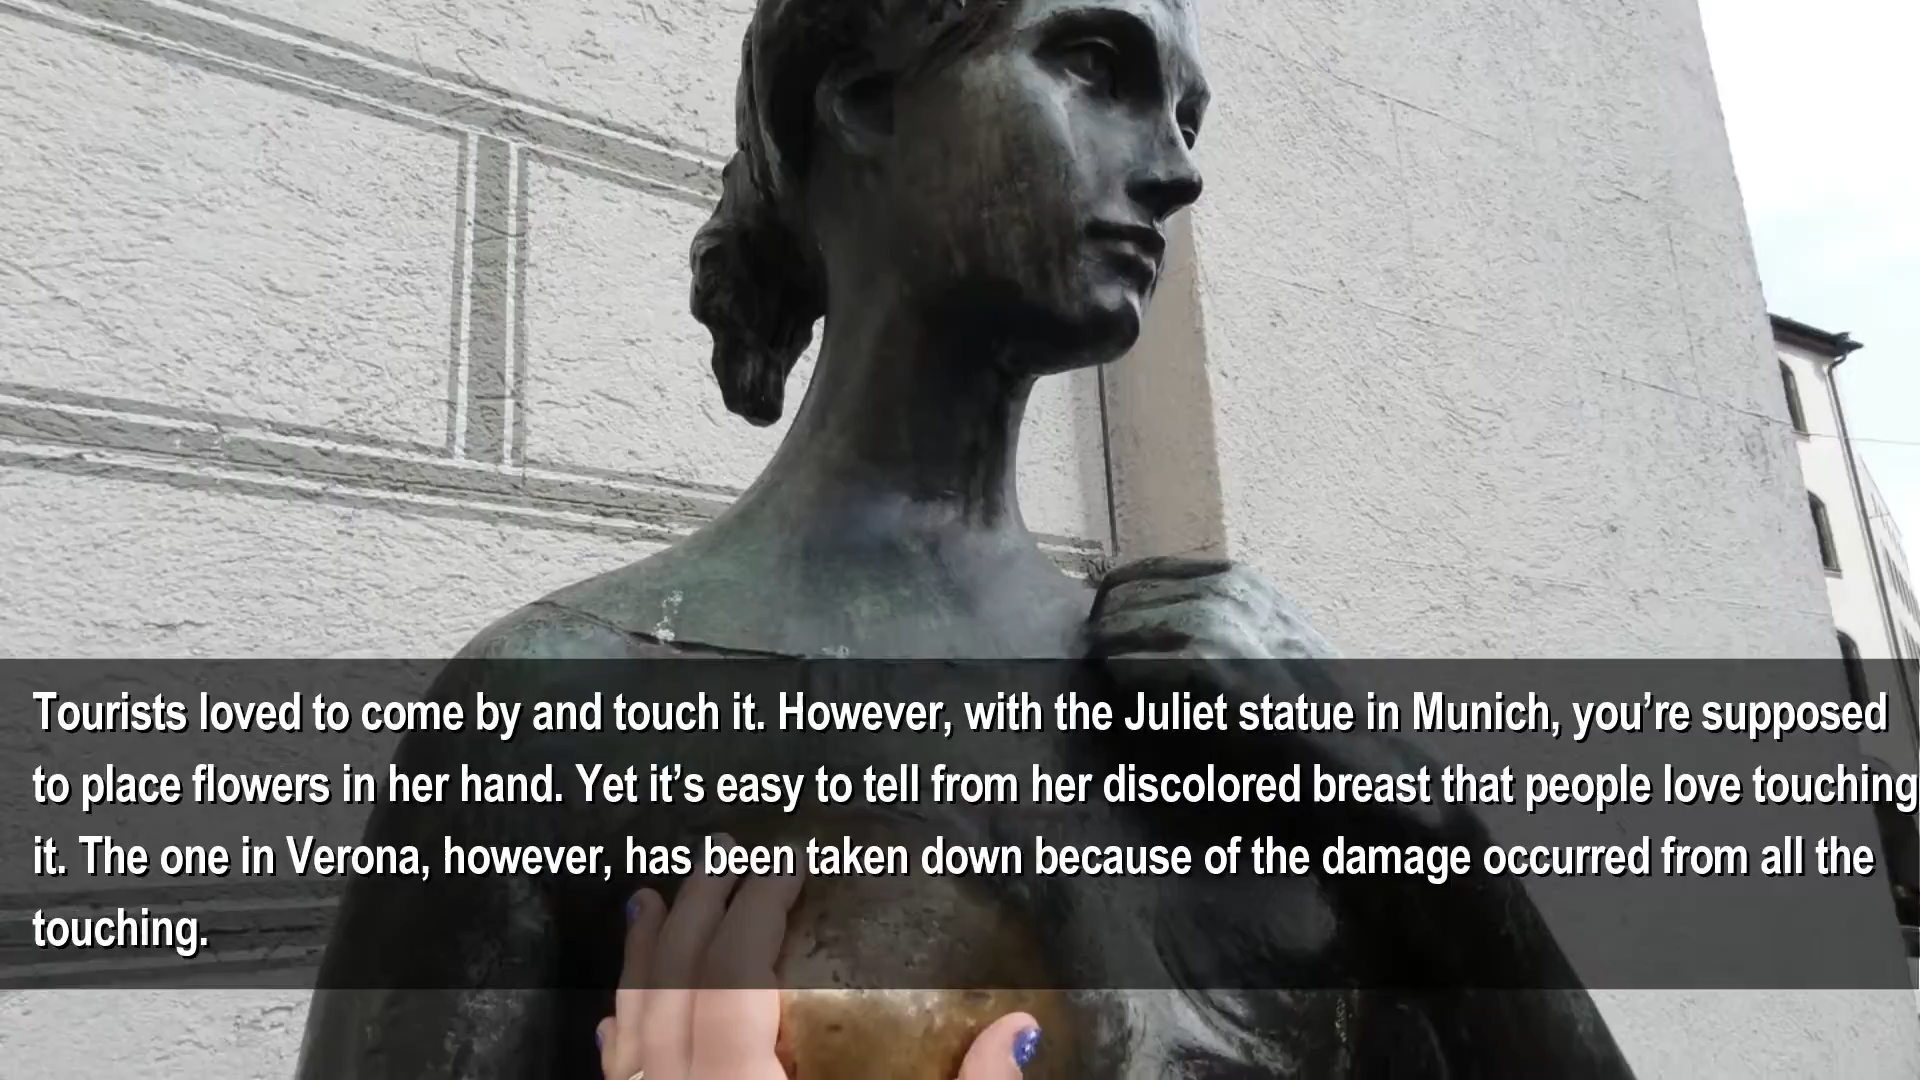 Tourists loved to come by and touch it. However, with the Juliet statue in Munich, you’re supposed
to place flowers in her hand. Yet it’s easy to tell from her discolored breast that people love touching
it. The one in Verona, however, has been taken down because of the damage occurred from all the
touching.